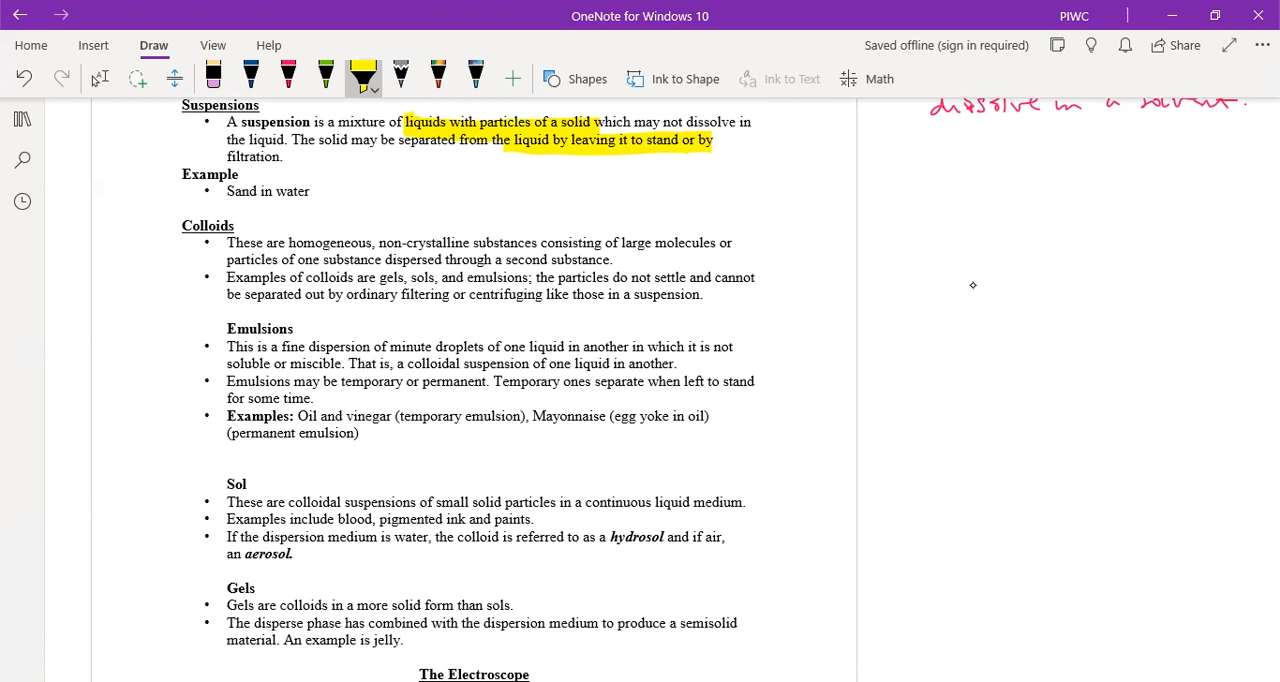 OneNote for Windows 10
PIWC
Home Insert Draw View Help
Saved offline (sign in required)
Share
Shapes
Ink to Shape
Ink to Text
Math
dissolve in a solvent.
Suspensions
• A suspension is a mixture of liquids with particles of a solid which may not dissolve in
the liquid. The solid may be separated from the liquid by leaving it to stand or by
filtration.
Example
• Sand in water
Colloids
• These are homogeneous, non-crystalline substances consisting of large molecules or
particles of one substance dispersed through a second substance.
• Examples of colloids are gels, sols, and emulsions; the particles do not settle and cannot
be separated out by ordinary filtering or centrifuging like those in a suspension.
Emulsions
• This is a fine dispersion of minute droplets of one liquid in another in which it is not
soluble or miscible. That is, a colloidal suspension of one liquid in another.
• Emulsions may be temporary or permanent. Temporary ones separate when left to stand
for some time.
• Examples: Oil and vinegar (temporary emulsion), Mayonnaise (egg yoke in oil)
(permanent emulsion)
Sol
• These are colloidal suspensions of small solid particles in a continuous liquid medium.
• Examples include blood, pigmented ink and paints.
• If the dispersion medium is water, the colloid is referred to as a hydrosol and if air,
an aerosol.
Gels
• Gels are colloids in a more solid form than sols.
• The disperse phase has combined with the dispersion medium to produce a semisolid
material. An example is jelly.
The Electroscope